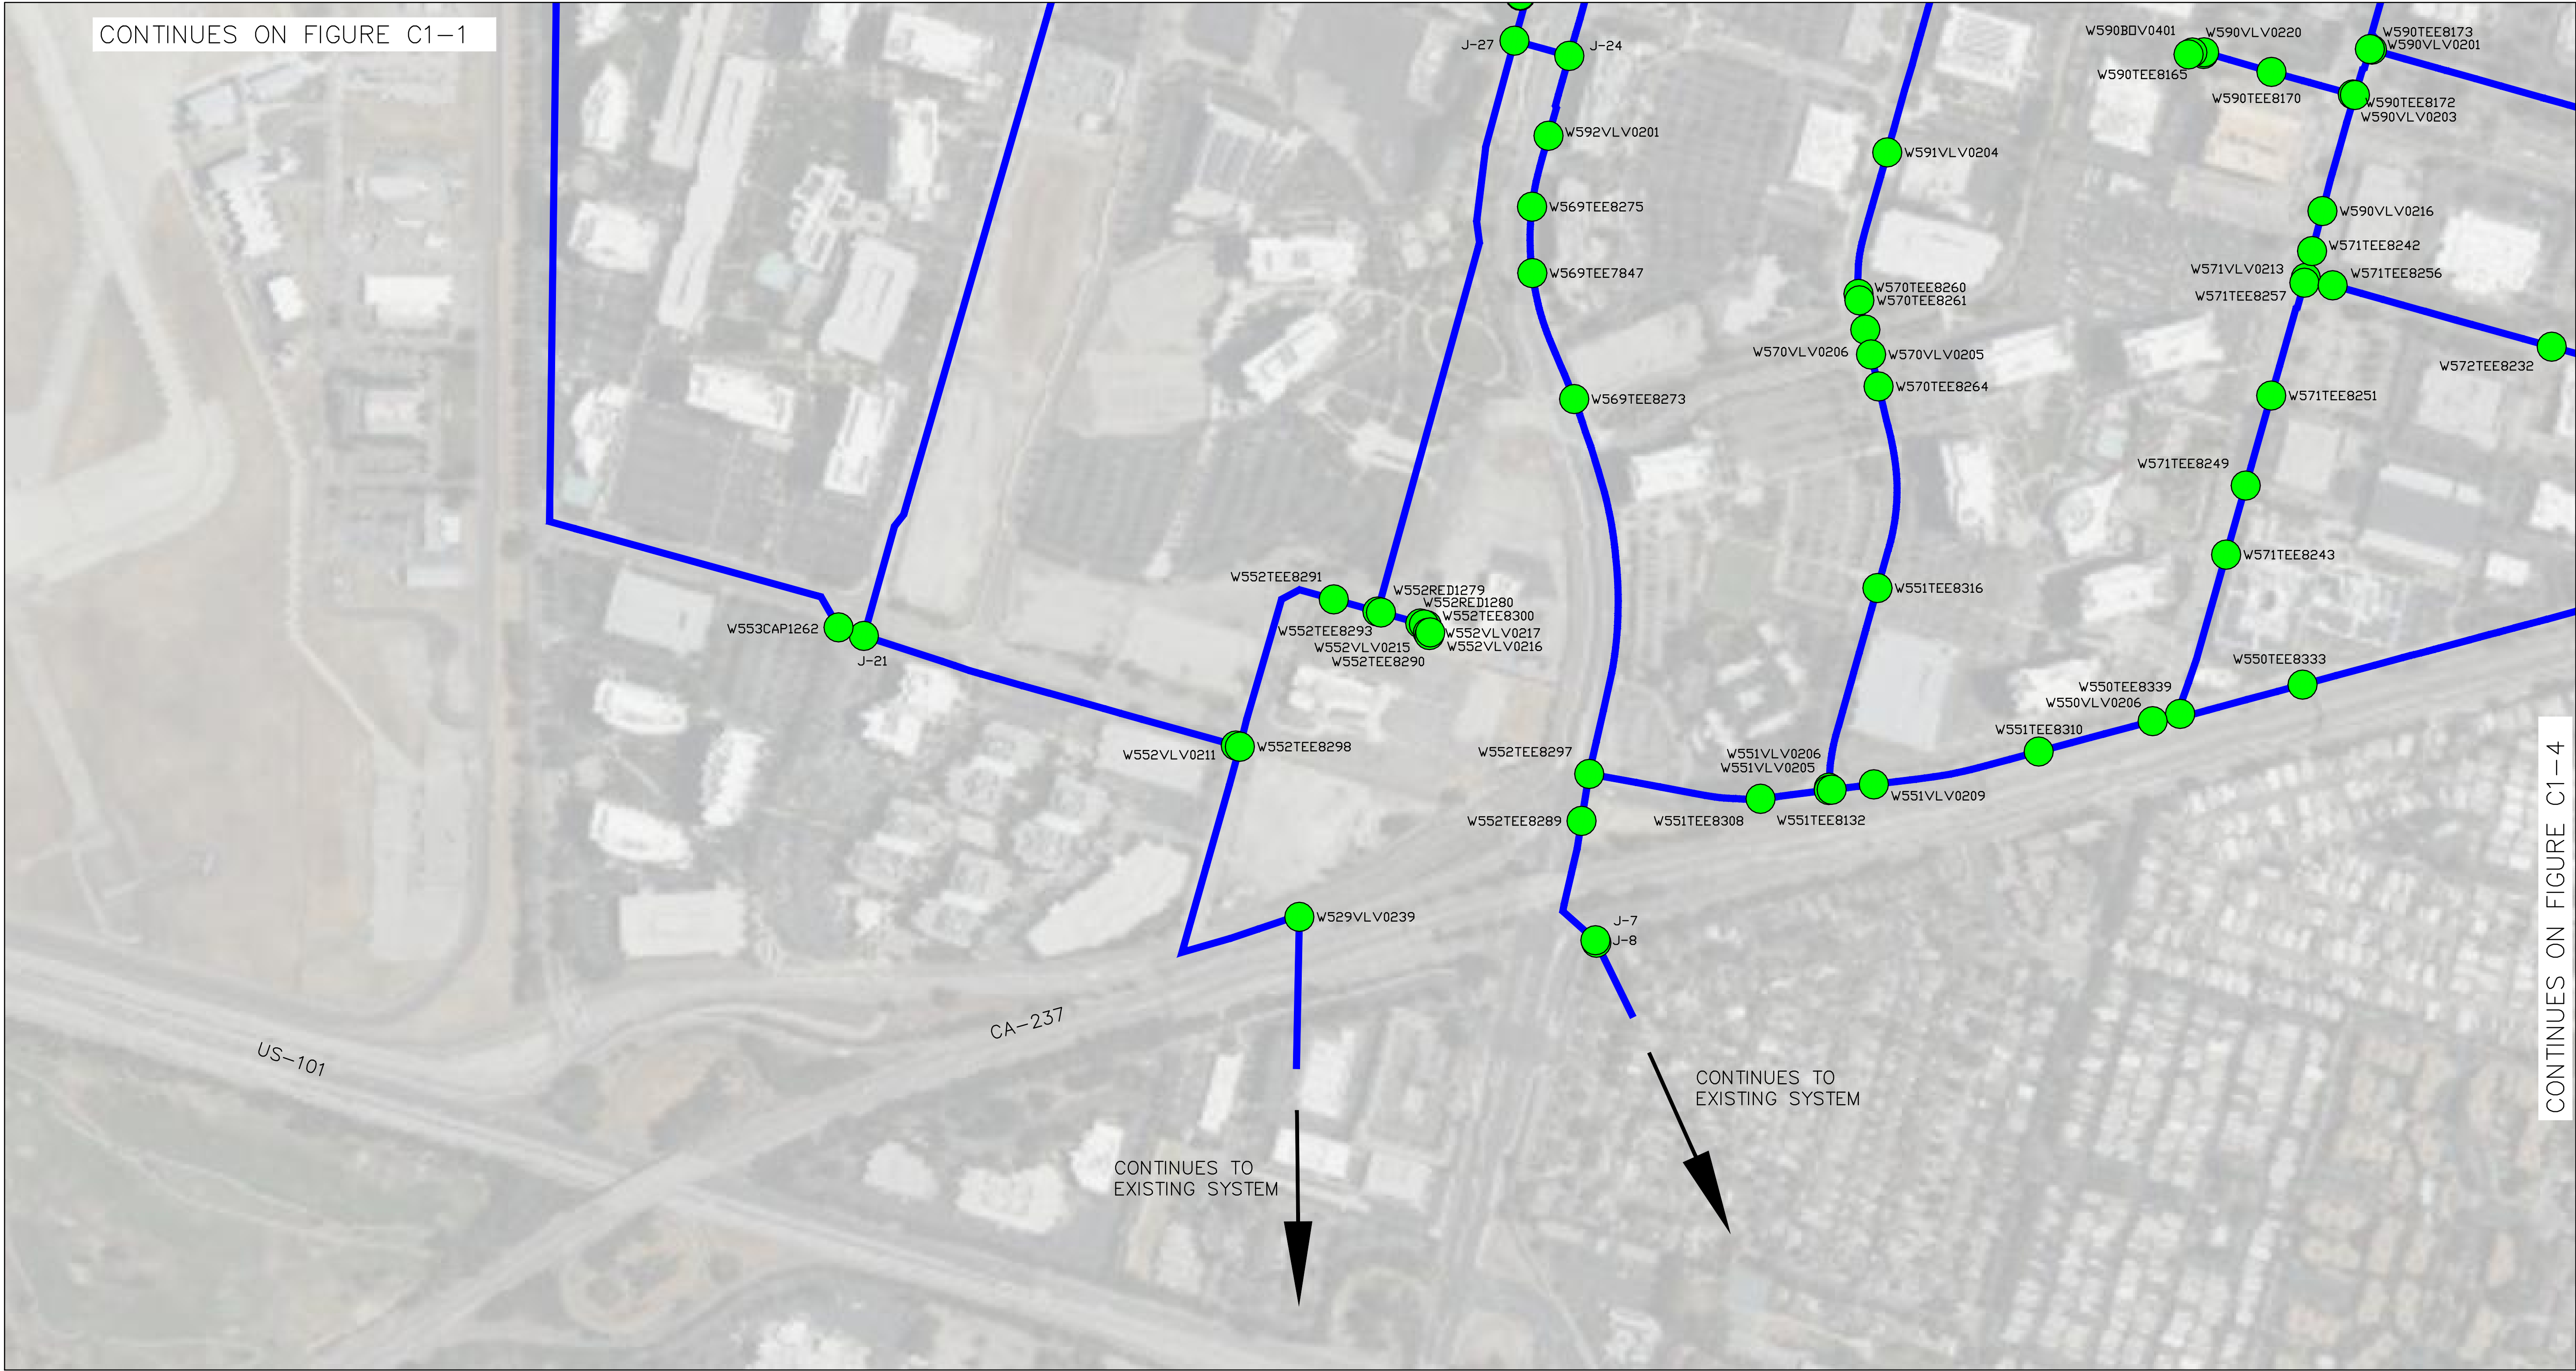 CONTINUES ON FIGURE C1-1
J-27
J-24
W590BOV0401
W590VLV0220
W590TEE8173
W590VLV0201
W590TEE8165
W590TEE8170
W590TEE8172
W590VLV0203
W592VLV0201
W591VLV0204
W569TEE8275
W590VLV0216
W571TEE8242
W569TEE7847
W571VLV0213
W571TEE8256
W570TEE8260
W570TEE8261
W571TEE8257
W570VLV0206
W570VLV0205
W572TEE8232
W570TEE8264
W569TEE8273
W571TEE8251
W571TEE8249
W571TEE8243
W552TEE8291
W552RED1279
W552RED1280
W552TEE8300
W551TEE8316
W553CAP1262
W552TEE8293
W552VLV0217
W552VLV0215
W552VLV0216
J-21
W552TEE8290
W550TEE8333
W550TEE8339
W550VLV0206
W551TEE8310
W552VLV0211
W552TEE8298
W552TEE8297
W551VLV0206
W551VLV0205
W551VLV0209
W552TEE8289
W551TEE8308
W551TEE8132
W529VLV0239
J-7
J-8
CONTINUES ON FIGURE C1-4
CA-237
US-101
CONTINUES TO
EXISTING SYSTEM
CONTINUES TO
EXISTING SYSTEM